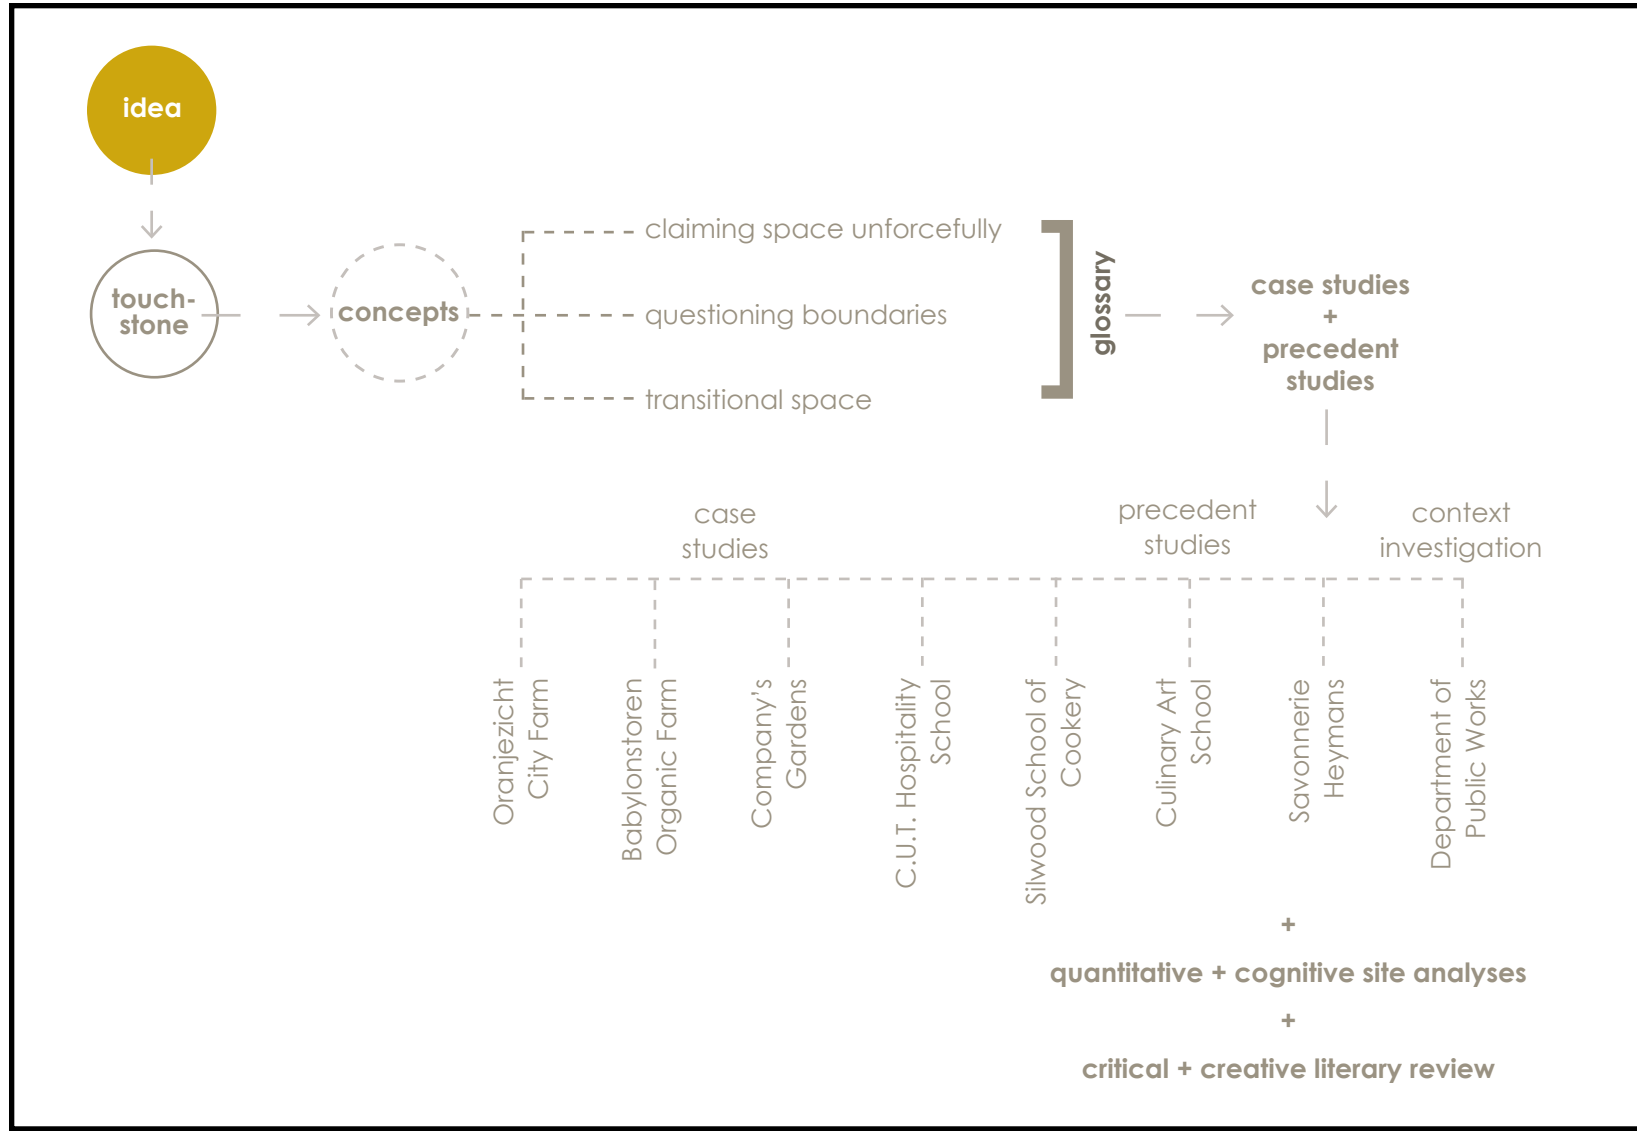 idea
touch-
stone
concepts
claiming space unforcefully
questioning boundaries
transitional space
glossary
case studies
+
precedent
studies
case
studies
precedent
studies
context
investigation
Oranjezicht
City Farm
Babylonstoren
Organic Farm
Company’s
Gardens
C.U.T. Hospitality
School
Silwood School of
Cookery
Culinary Art
School
Savonnerie
Heymans
Department of
Public Works
+
quantitative + cognitive site analyses
+
critical + creative literary review